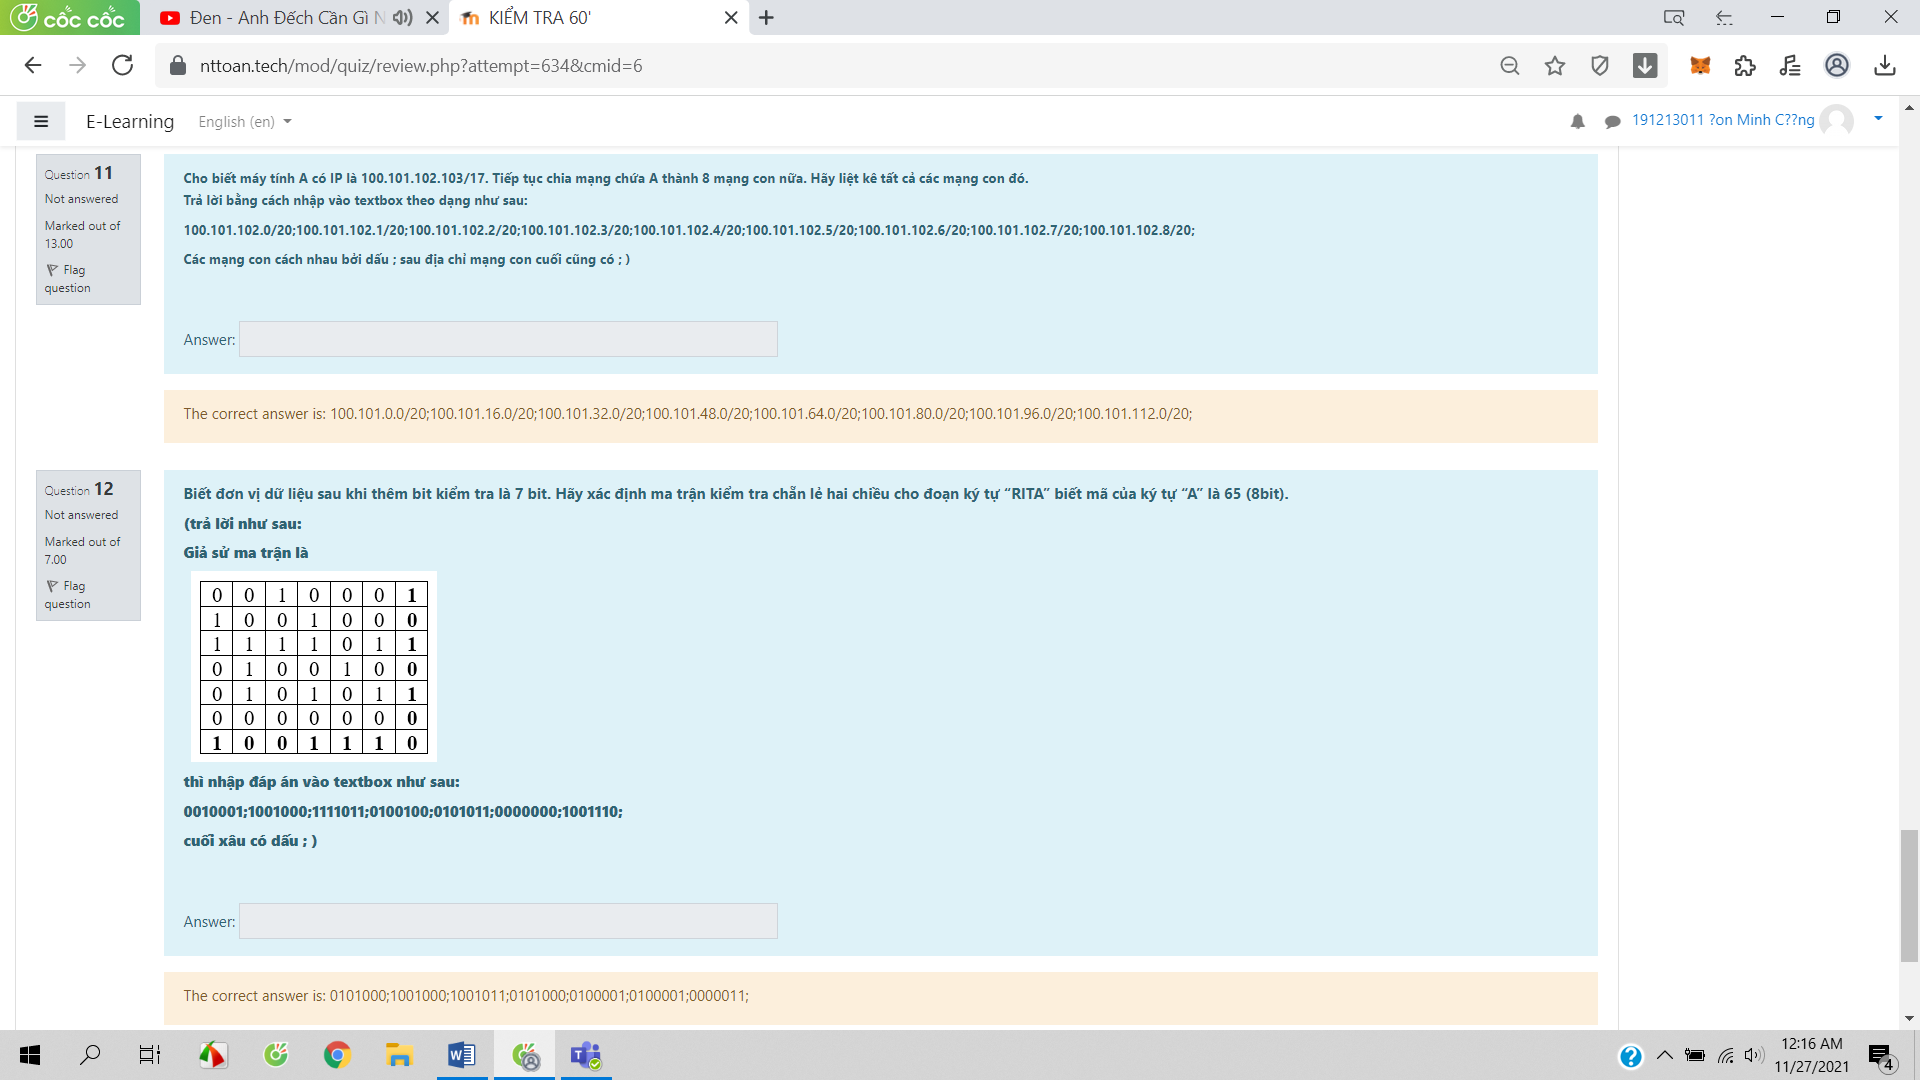 cốc cốc
Đen - Anh Đếch Cần Gì N
KIỂM TRA 60'
nttoan.tech/mod/quiz/review.php?attempt=634&cmid=6
E-Learning
English (en)
191213011 ?on Minh C??ng
Question 11
Not answered
Marked out of
13.00
Flag
question
Cho biết máy tính A có IP là 100.101.102.103/17. Tiếp tục chia mạng chứa A thành 8 mạng con nữa. Hãy liệt kê tất cả các mạng con đó.
Trả lời bằng cách nhập vào textbox theo dạng như sau:
100.101.102.0/20;100.101.102.1/20;100.101.102.2/20;100.101.102.3/20;100.101.102.4/20;100.101.102.5/20;100.101.102.6/20;100.101.102.7/20;100.101.102.8/20;
Các mạng con cách nhau bởi dấu ; sau địa chỉ mạng con cuối cũng có ; )
Answer:
The correct answer is: 100.101.0.0/20;100.101.16.0/20;100.101.32.0/20;100.101.48.0/20;100.101.64.0/20;100.101.80.0/20;100.101.96.0/20;100.101.112.0/20;
Question 12
Not answered
Marked out of
7.00
Flag
question
Biết đơn vị dữ liệu sau khi thêm bit kiểm tra là 7 bit. Hãy xác định ma trận kiểm tra chẵn lẻ hai chiều cho đoạn ký tự “RITA” biết mã của ký tự “A” là 65 (8bit).
(trả lời như sau:
Giả sử ma trận là
0 0 1 0 0 0 1
1 0 0 1 0 0 0
1 1 1 1 0 1 1
0 1 0 0 1 0 0
0 1 0 1 0 1 1
0 0 0 0 0 0 0
1 0 0 1 1 1 0
thì nhập đáp án vào textbox như sau:
0010001;1001000;1111011;0100100;0101011;0000000;1001110;
cuối xâu có dấu ; )
Answer:
The correct answer is: 0101000;1001000;1001011;0101000;0100001;0100001;0000011;
12:16 AM
11/27/2021
4